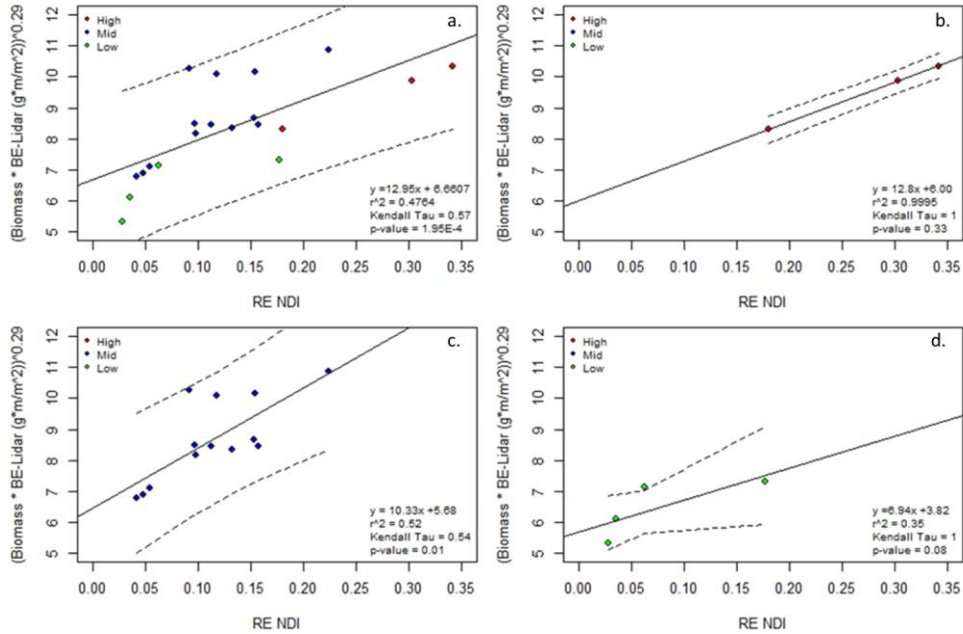 a.
High
Mid
Low
(Biomass * BE-Lidar (g*m/m^2))^0.29
12
11
10
9
8
7
6
5
y =12.95x + 6.6607
r^2 = 0.4764
Kendall Tau = 0.57
p-value = 1.95E-4
0.00 0.05 0.10 0.15 0.20 0.25 0.30 0.35
RE NDI
b.
High
Mid
Low
(Biomass * BE-Lidar (g*m/m^2))^0.29
12
11
10
9
8
7
6
5
y = 12.8x +6.00
r^2 = 0.9995
Kendall Tau = 1
p-value = 0.33
0.00 0.05 0.10 0.15 0.20 0.25 0.30 0.35
RE NDI
c.
High
Mid
Low
(Biomass * BE-Lidar (g*m/m^2))^0.29
12
11
10
9
8
7
6
5
y = 10.33x +5.68
r^2 = 0.52
Kendall Tau = 0.54
p-value = 0.01
0.00 0.05 0.10 0.15 0.20 0.25 0.30 0.35
RE NDI
d.
High
Mid
Low
(Biomass * BE-Lidar (g*m/m^2))^0.29
12
11
10
9
8
7
6
5
y =6.94x +3.82
r^2 = 0.35
Kendall Tau = 1
p-value = 0.08
0.00 0.05 0.10 0.15 0.20 0.25 0.30 0.35
RE NDI